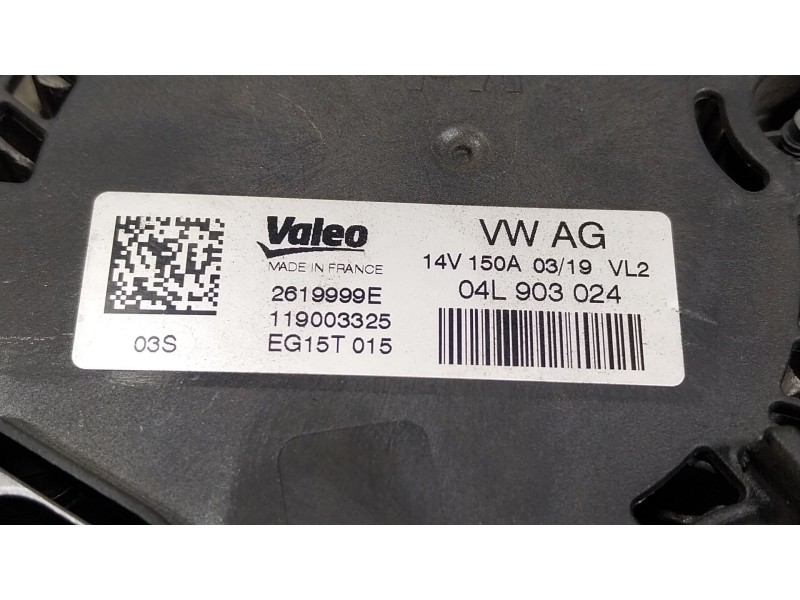 Valeo
MADE IN FRANCE
2619999E
119003325
EG15T 015
03S
VW AG
14V 150A 03/19 VL2
04L 903 024